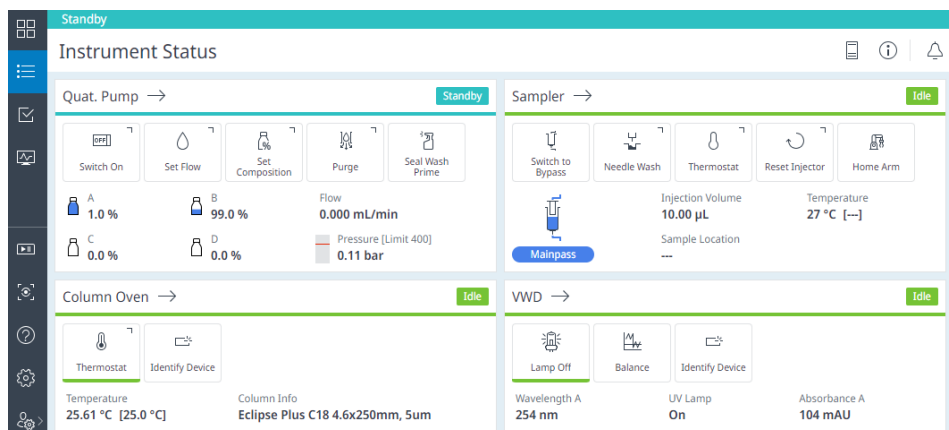 Standby
Instrument Status
Quat. Pump
Standby
OFF
Switch On
Set Flow
%
Set
Composition
Purge
Seal Wash
Prime
A
1.0 %
B
99.0 %
Flow
0.000 mL/min
C
0.0 %
D
0.0 %
Pressure [Limit 400]
0.11 bar
Sampler
Idle
Switch to
Bypass
Needle Wash
Thermostat
Reset Injector
Home Arm
Mainpass
Injection Volume
10.00 µL
Temperature
27 °C [---]
Sample Location
---
Column Oven
Idle
Thermostat
Identify Device
Temperature
25.61 °C [25.0 °C]
Column Info
Eclipse Plus C18 4.6x250mm, 5um
VWD
Idle
Lamp Off
Balance
Identify Device
Wavelength A
254 nm
UV Lamp
On
Absorbance A
104 mAU